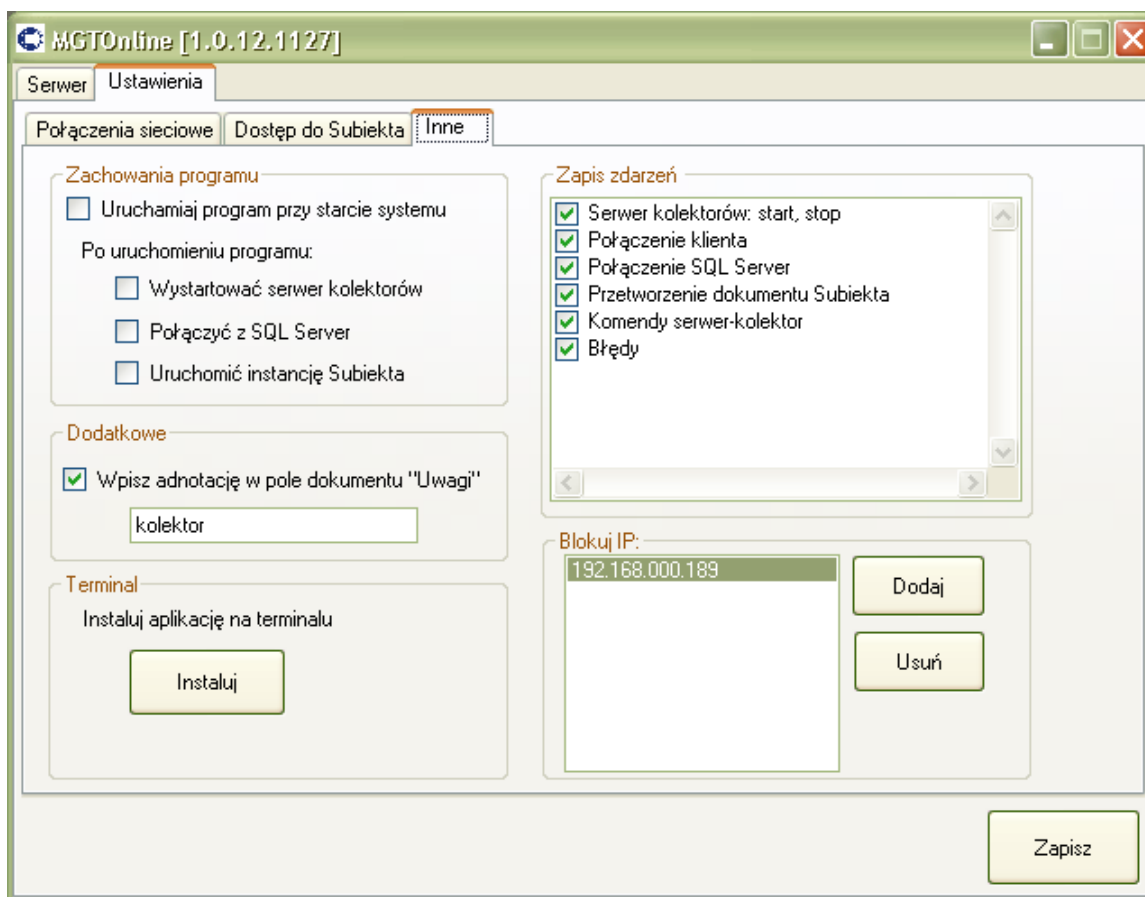 MGTOnline [1.0.12.1127]
Serwer Ustawienia
Połączenia sieciowe Dostęp do Subiekta Inne
Zachowania programu
Uruchamiaj program przy starcie systemu
Po uruchomieniu programu:
Wystartować serwer kolektorów
Połączyć z SQL Server
Uruchomić instancję Subiekta
Dodatkowe
Wpisz adnotację w pole dokumentu "Uwagi"
kolektor
Terminal
Instaluj aplikację na terminalu
Instaluj
Zapis zdarzeń
Serwer kolektorów: start, stop
Połączenie klienta
Połączenie SQL Server
Przetworzenie dokumentu Subiekta
Komendy serwer-kolektor
Błędy
Blokuj IP:
192.168.000.189
Dodaj
Usuń
Zapisz